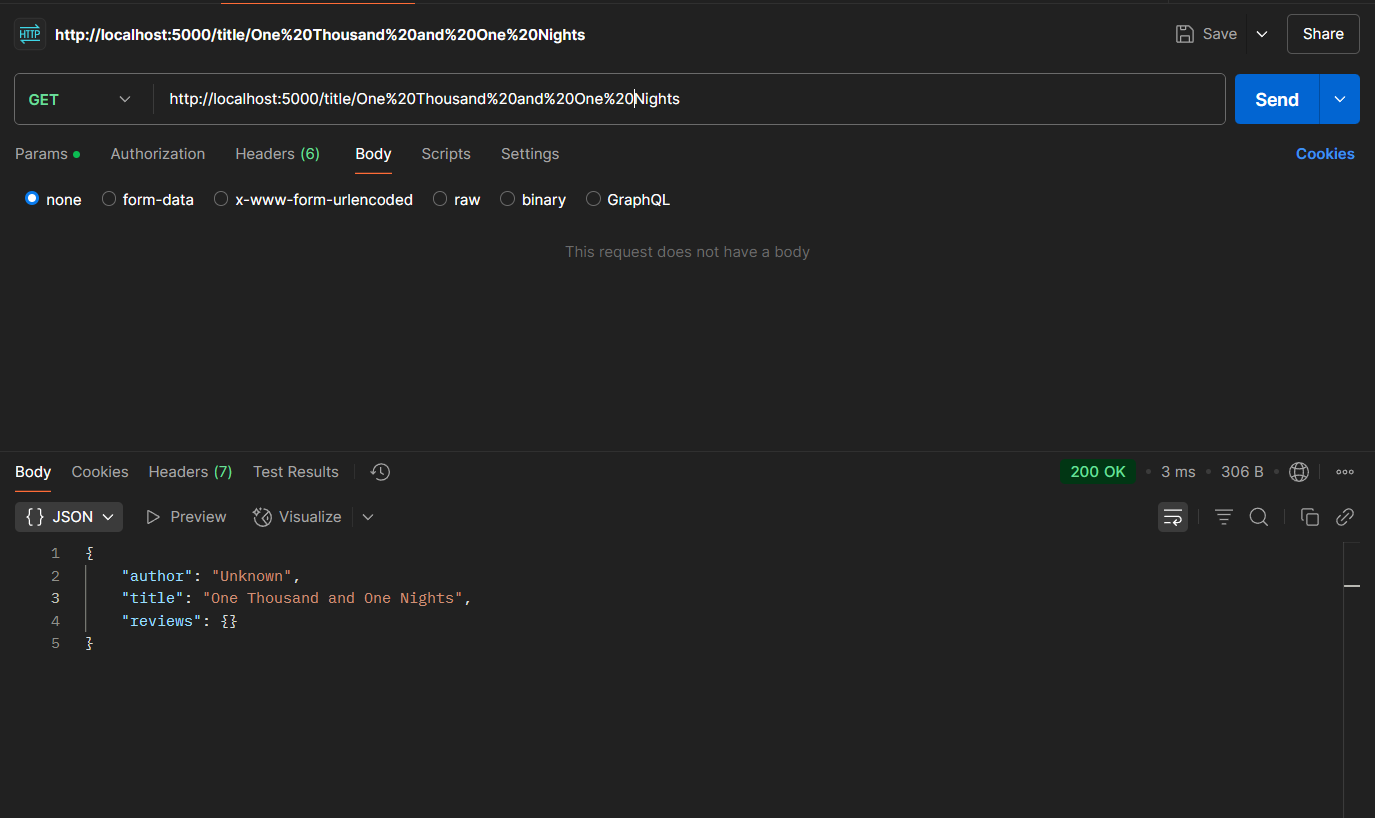 HTTP http://localhost:5000/title/One%20Thousand%20and%20One%20Nights Save Share
GET http://localhost:5000/title/One%20Thousand%20and%20One%20Nights Send
Params Authorization Headers (6) Body Scripts Settings Cookies
none form-data x-www-form-urlencoded raw binary GraphQL
This request does not have a body
Body Cookies Headers (7) Test Results 200 OK • 3 ms • 306 B •
{} JSON Preview Visualize
1 {
2 "author": "Unknown",
3 "title": "One Thousand and One Nights",
4 "reviews": {}
5 }